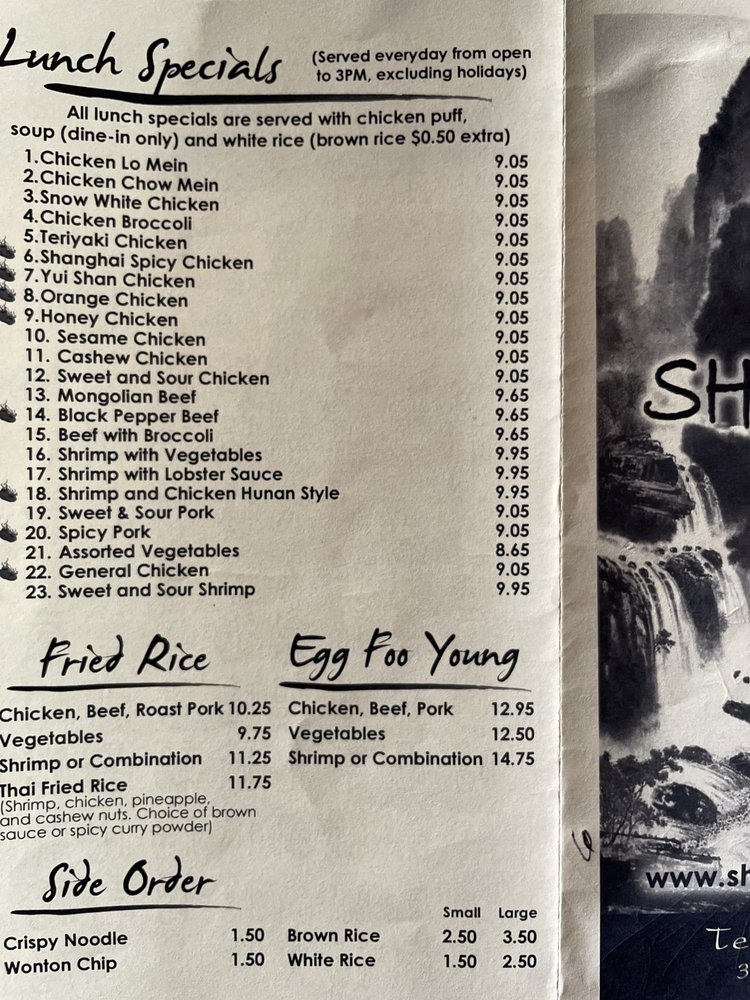 Lunch Specials (Served everyday from open
to 3PM, excluding holidays)
All lunch specials are served with chicken puff,
soup (dine-in only) and white rice (brown rice $0.50 extra)
1.Chicken Lo Mein 9.05
2.Chicken Chow Mein 9.05
3.Snow White Chicken 9.05
4.Chicken Broccoli 9.05
5.Teriyaki Chicken 9.05
6.Shanghai Spicy Chicken 9.05
7.Yui Shan Chicken 9.05
8.Orange Chicken 9.05
9.Honey Chicken 9.05
10. Sesame Chicken 9.05
11. Cashew Chicken 9.05
12. Sweet and Sour Chicken 9.05
13. Mongolian Beef 9.65
14. Black Pepper Beef 9.65
15. Beef with Broccoli 9.65
16. Shrimp with Vegetables 9.95
17. Shrimp with Lobster Sauce 9.95
18. Shrimp and Chicken Hunan Style 9.95
19. Sweet & Sour Pork 9.05
20. Spicy Pork 9.05
21. Assorted Vegetables 8.65
22. General Chicken 9.05
23. Sweet and Sour Shrimp 9.95
Fried Rice
Chicken, Beef, Roast Pork 10.25
Vegetables 9.75
Shrimp or Combination 11.25
Thai Fried Rice 11.75
(Shrimp, chicken, pineapple,
and cashew nuts. Choice of brown
sauce or spicy curry powder)
Egg Foo Young
Chicken, Beef, Pork 12.95
Vegetables 12.50
Shrimp or Combination 14.75
Side Order
Crispy Noodle 1.50
Wonton Chip 1.50
Small Large
Brown Rice 2.50 3.50
White Rice 1.50 2.50
SH
www.sh
Te
3